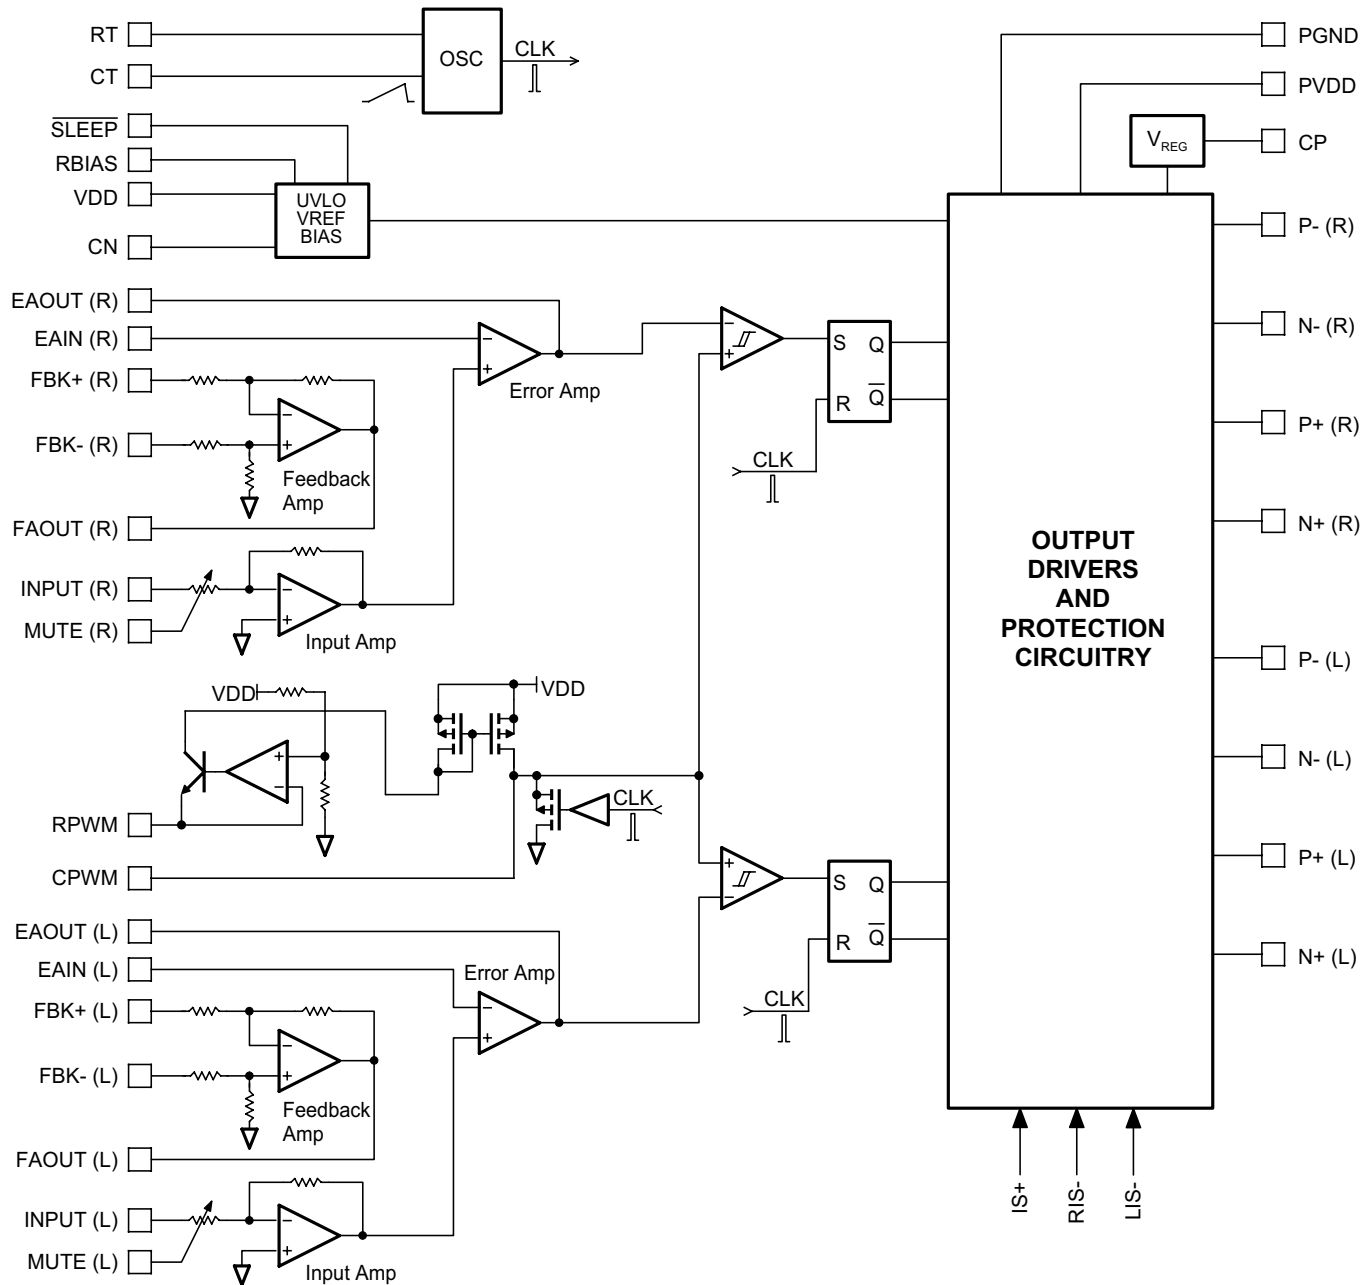 RT
CT
OSC
CLK
SLEEP
RBIAS
VDD
CN
UVLO
VREF
BIAS
PGND
PVDD
VREG
CP
EAOUT (R)
EAIN (R)
FBK+ (R)
FBK- (R)
FAOUT (R)
INPUT (R)
MUTE (R)
−
+
Error Amp
−
+
Feedback
Amp
−
+
Input Amp
−
+
S Q
R Q
CLK
P- (R)
N- (R)
P+ (R)
N+ (R)
OUTPUT
DRIVERS
AND
PROTECTION
CIRCUITRY
P- (L)
N- (L)
P+ (L)
N+ (L)
VDD
VDD
+
−
CLK
RPWM
CPWM
+
−
S Q
R Q
CLK
EAOUT (L)
EAIN (L)
FBK+ (L)
FBK- (L)
FAOUT (L)
INPUT (L)
MUTE (L)
Error Amp
−
+
−
+
Feedback
Amp
−
+
Input Amp
IS+
RIS-
LIS-